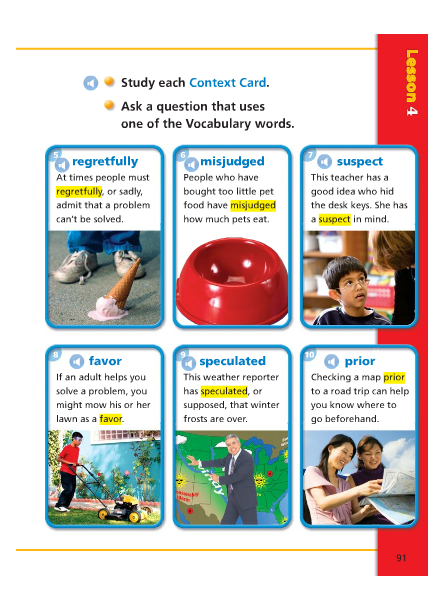 Lesson 4
Study each Context Card.
Ask a question that uses
one of the Vocabulary words.
5
regretfully
At times people must
regretfully, or sadly,
admit that a problem
can't be solved.
6
misjudged
People who have
bought too little pet
food have misjudged
how much pets eat.
7
suspect
This teacher has a
good idea who hid
the desk keys. She has
a suspect in mind.
8
favor
If an adult helps you
solve a problem, you
might mow his or her
lawn as a favor.
9
speculated
This weather reporter
has speculated, or
supposed, that winter
frosts are over.
10
prior
Checking a map prior
to a road trip can help
you know where to
go beforehand.
91